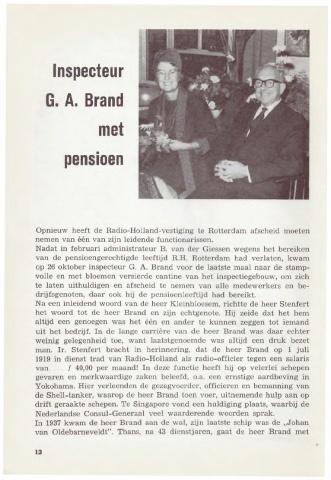 Inspecteur
G. A. Brand
met
pensioen
Opnieuw heeft de Radio-Holland-vestiging te Rotterdam afscheid moeten
nemen van één van zijn leidende functionarissen.
Nadat in februari administrateur B. van der Giessen wegens het bereiken
van de pensioengerechtigde leeftijd R.H. Rotterdam had verlaten, kwam
op 26 oktober inspecteur G. A. Brand voor de laatste maal naar de stamp-
volle en met bloemen versierde cantine van het inspectiegebouw, om zich
te laten uithuldigen en afscheid te nemen van alle medewerkers en be-
drijfsgenoten, daar ook hij de pensioenleeftijd had bereikt.
Na een inleidend woord van de heer Kleinbloesem, richtte de heer Stenfert
het woord tot de heer Brand en zijn echtgenote. Hij zeide dat het hem
altijd een genoegen was het één en ander te kunnen zeggen tot iemand
uit het bedrijf. In de lange carrière van de heer Brand was daar echter
weinig gelegenheid toe, want laatstgenoemde was altijd een druk bezet
man. Ir. Stenfert bracht in herinnering, dat de heer Brand op 1 juli
1919 in dienst trad van Radio-Holland als radio-officier tegen een salaris
van f 40,00 per maand! In deze functie heeft hij op velerlei schepen
gevaren en merkwaardige zaken beleefd, o.a. een ernstige aardbeving in
Yokohama. Hier verleenden de gezagvoerder, officieren en bemanning van
de Shell-tanker, waarop de heer Brand toen voer, uitnemende hulp aan op
drift geraakte schepen. Te Singapore vond een huldiging plaats, waarbij de
Nederlandse Consul-Generaal veel waarderende woorden sprak.
In 1937 kwam de heer Brand aan de wal, zijn laatste schip was de „Johan
van Oldebarneveldt”. Thans, na 43 dienstjaren, gaat de heer Brand met
12